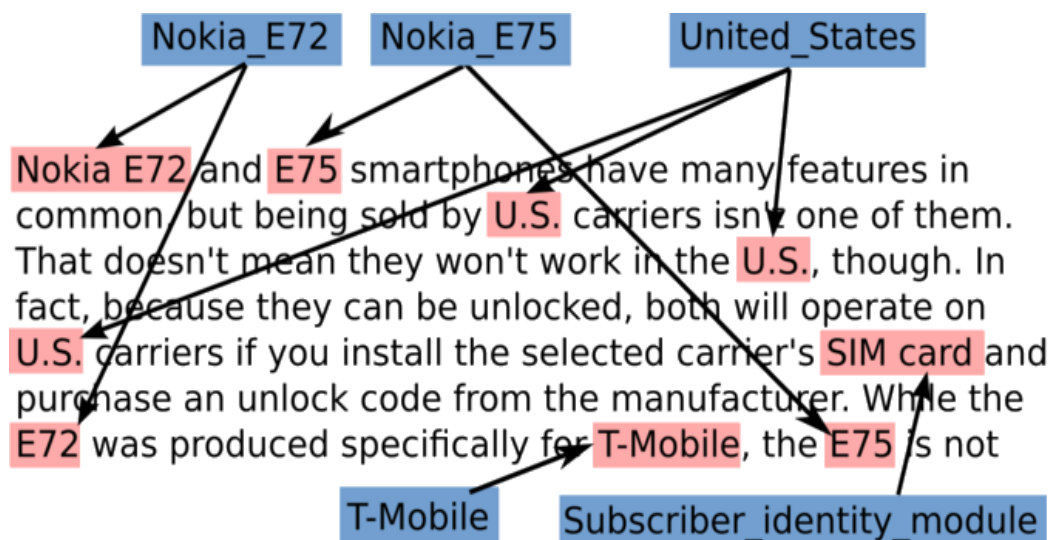 Nokia_E72 Nokia_E75 United_States
Nokia E72 and E75 smartphones have many features in
common, but being sold by U.S. carriers isn't one of them.
That doesn't mean they won't work in the U.S., though. In
fact, because they can be unlocked, both will operate on
U.S. carriers if you install the selected carrier's SIM card and
purchase an unlock code from the manufacturer. While the
E72 was produced specifically for T-Mobile, the E75 is not
T-Mobile Subscriber_identity_module